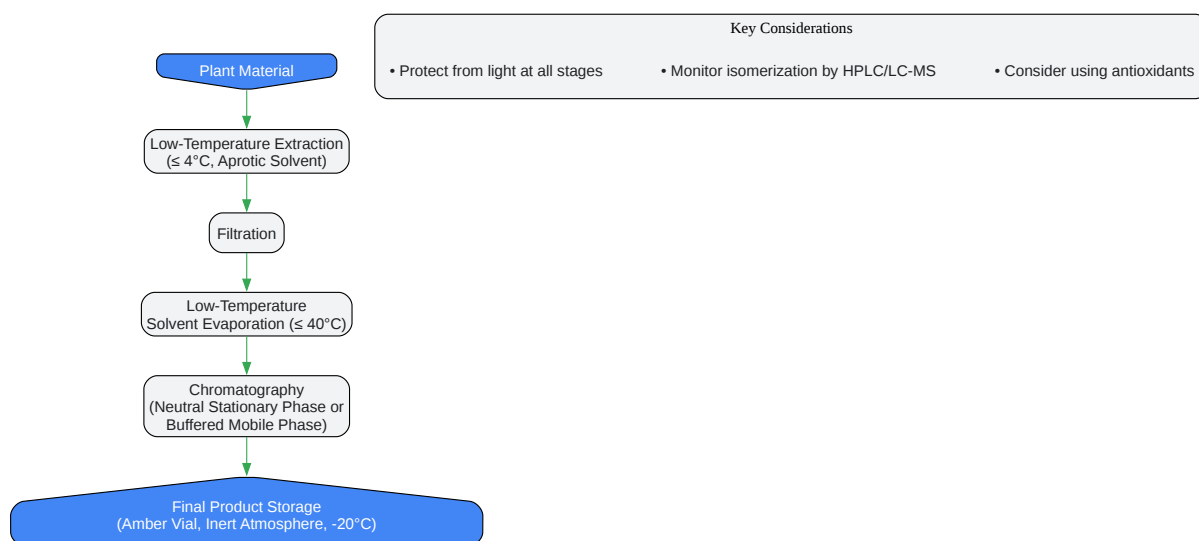 Key Considerations
• Protect from light at all stages
• Monitor isomerization by HPLC/LC-MS
• Consider using antioxidants
Plant Material
Low-Temperature Extraction
(≤ 4°C, Aprotic Solvent)
Filtration
Low-Temperature
Solvent Evaporation (≤ 40°C)
Chromatography
(Neutral Stationary Phase or
Buffered Mobile Phase)
Final Product Storage
(Amber Vial, Inert Atmosphere, -20°C)